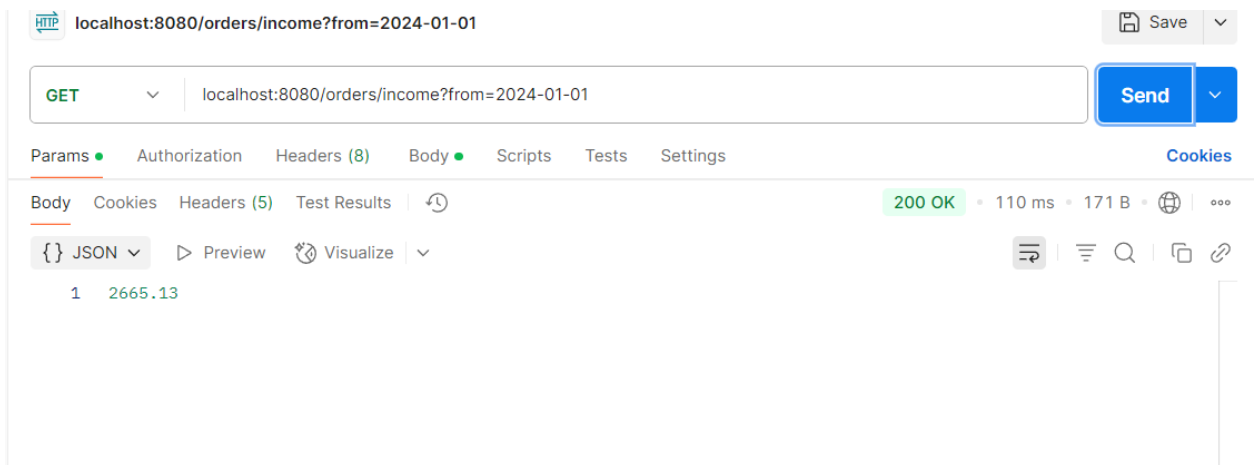 HTTP localhost:8080/orders/income?from=2024-01-01 Save
GET localhost:8080/orders/income?from=2024-01-01 Send
Params Authorization Headers (8) Body Scripts Tests Settings Cookies
Body Cookies Headers (5) Test Results 200 OK 110 ms 171 B
{} JSON Preview Visualize
1 2665.13